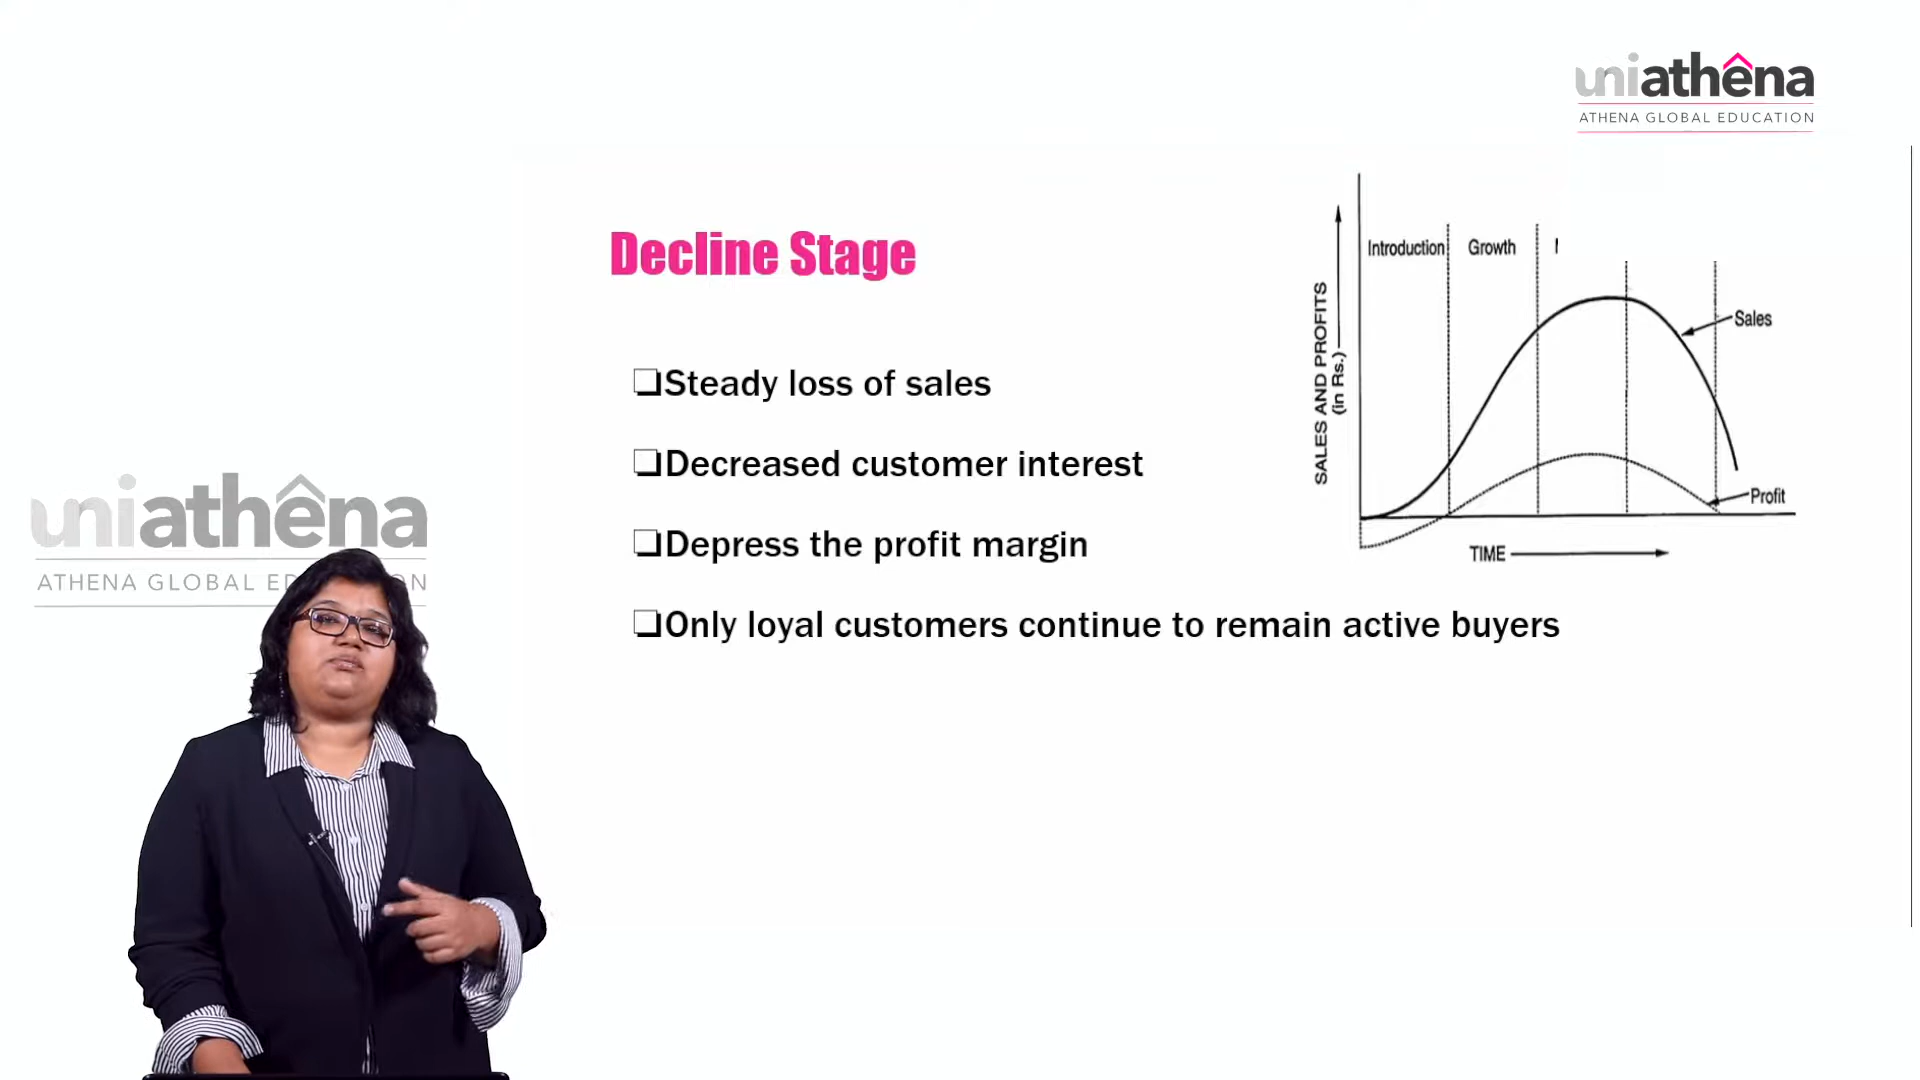 uniathêna
ATHENA GLOBAL EDUCATION
Decline Stage
❑Steady loss of sales
❑Decreased customer interest
❑Depress the profit margin
❑Only loyal customers continue to remain active buyers
Introduction
Growth
Sales
Profit
SALES AND PROFITS
(in Rs.)
TIME
uniathêna
ATHENA GLOBAL